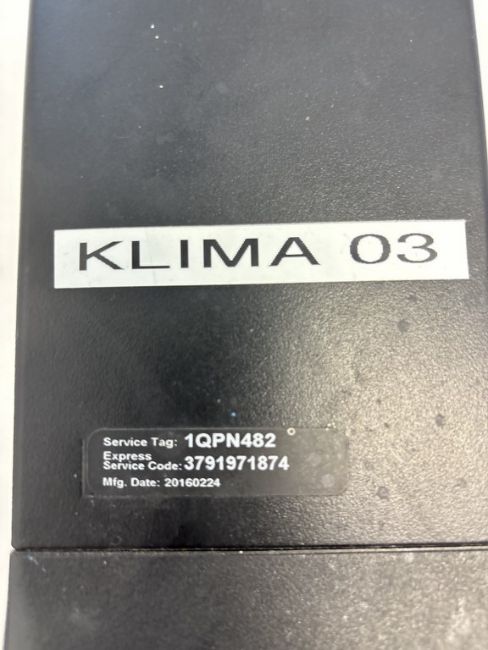 KLIMA 03
Service Tag: 1QPN482
Express
Service Code: 3791971874
Mfg. Date: 20160224